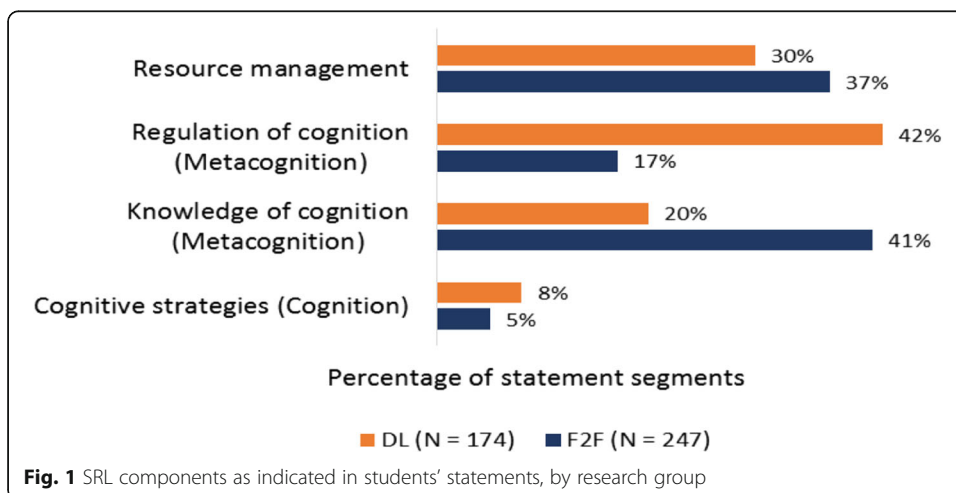 Resource management
30%
37%
Regulation of cognition
(Metacognition)
42%
17%
Knowledge of cognition
(Metacognition)
20%
41%
Cognitive strategies (Cognition)
8%
5%
Percentage of statement segments
DL (N = 174) F2F (N = 247)
Fig. 1 SRL components as indicated in students’ statements, by research group